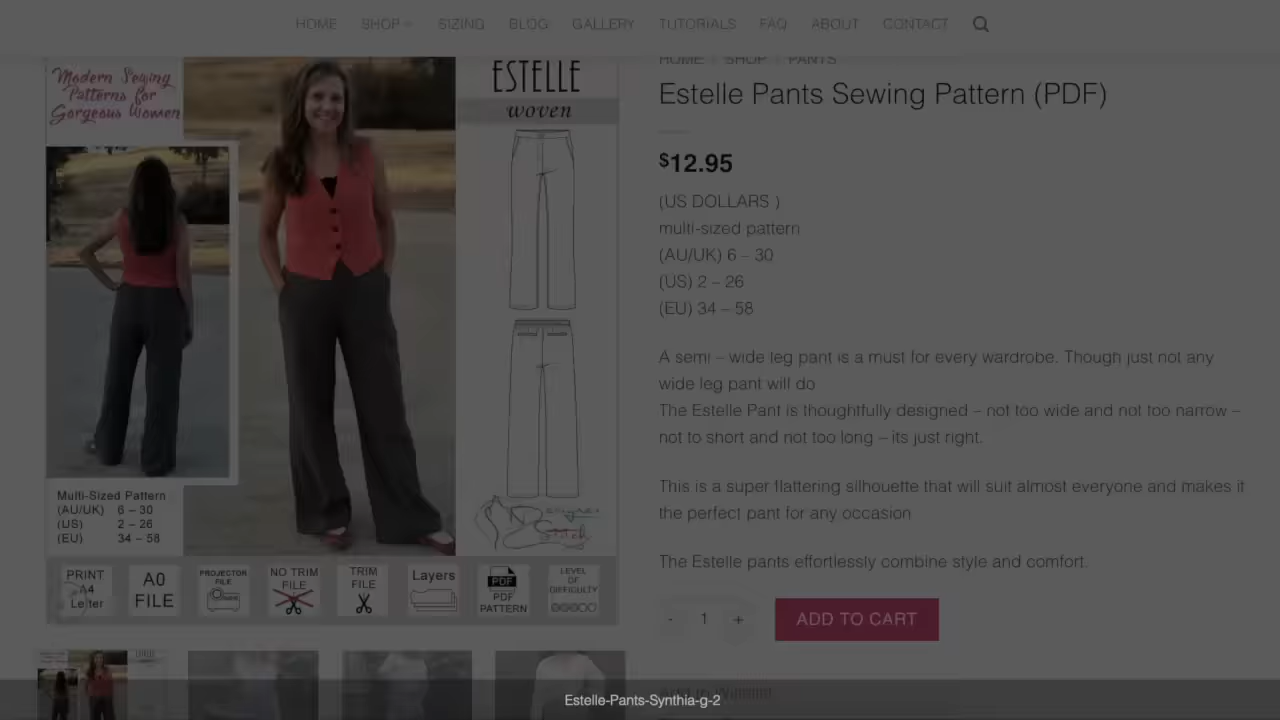 HOME SHOP SIZING BLOG GALLERY TUTORIALS FAQ ABOUT CONTACT
HOME / SHOP / PANTS
Modern Sewing
Patterns for
Gorgeous Women
ESTELLE
woven
Multi-Sized Pattern
(AU/UK) 6 – 30
(US) 2 – 26
(EU) 34 – 58
Designer
Stitch
PRINT
A4
Letter
A0
FILE
PROJECTOR
FILE
NO TRIM
FILE
TRIM
FILE
Layers
PDF
PDF
PATTERN
LEVEL
OF
DIFFICULTY
Estelle Pants Sewing Pattern (PDF)
$12.95
(US DOLLARS )
multi-sized pattern
(AU/UK) 6 – 30
(US) 2 – 26
(EU) 34 – 58
A semi – wide leg pant is a must for every wardrobe. Though just not any
wide leg pant will do
The Estelle Pant is thoughtfully designed – not too wide and not too narrow –
not to short and not too long – its just right.
This is a super flattering silhouette that will suit almost everyone and makes it
the perfect pant for any occasion
The Estelle pants effortlessly combine style and comfort.
- 1 + ADD TO CART
Estelle-Pants-Synthia-g-2